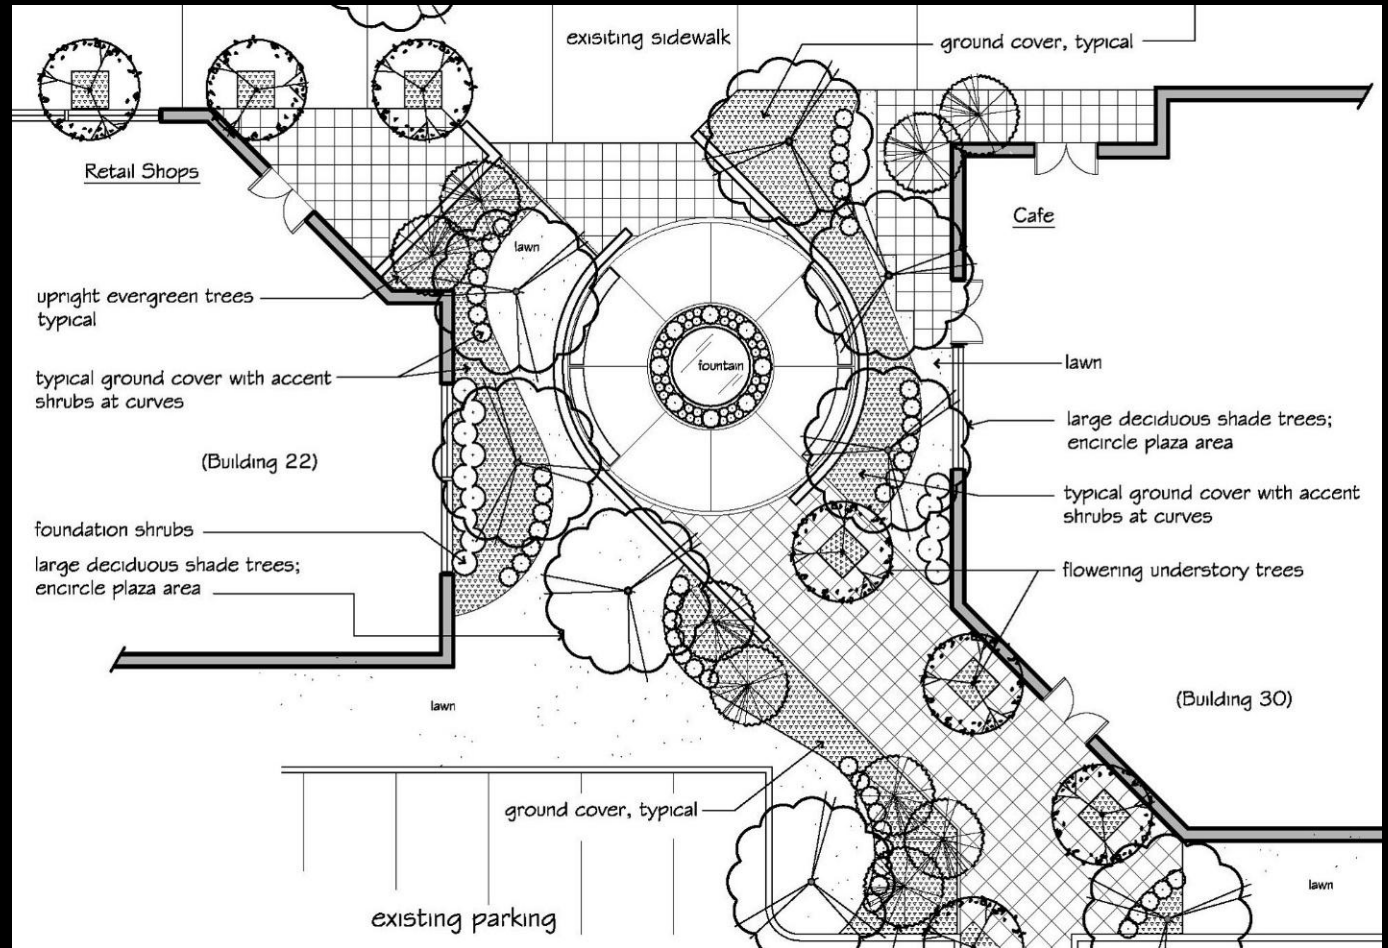 exisiting sidewalk
ground cover, typical
Retail Shops
Cafe
lawn
upright evergreen trees
typical
fountain
lawn
typical ground cover with accent
shrubs at curves
large deciduous shade trees;
encircle plaza area
(Building 22)
typical ground cover with accent
shrubs at curves
foundation shrubs
large deciduous shade trees;
encircle plaza area
flowering understory trees
lawn
(Building 30)
ground cover, typical
lawn
existing parking